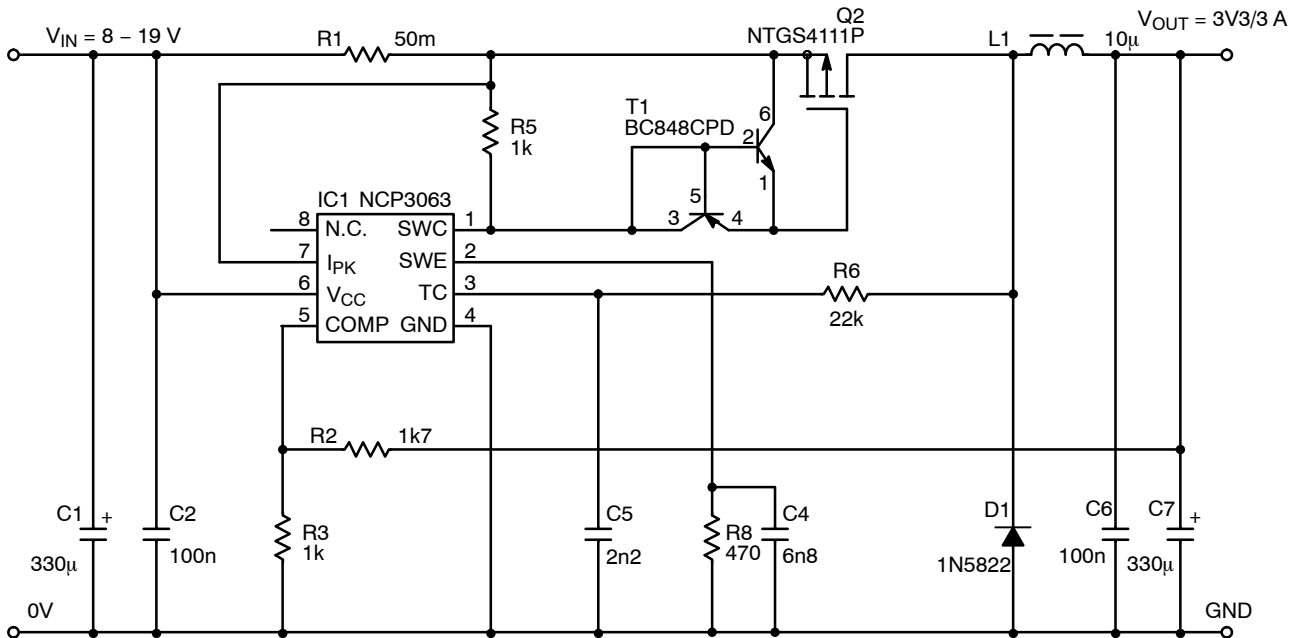 V_IN = 8 – 19 V
R1
50m
Q2
NTGS4111P
L1
10μ
V_OUT = 3V3/3 A
R5
1k
T1
BC848CPD
6
2
1
5
3
4
IC1 NCP3063
8
N.C.
SWC
1
7
I_PK
SWE
2
6
V_CC
TC
3
5
COMP
GND
4
R6
22k
R2
1k7
C1
+
330μ
C2
100n
R3
1k
C5
2n2
R8
470
C4
6n8
D1
1N5822
C6
100n
C7
+
330μ
0V
GND